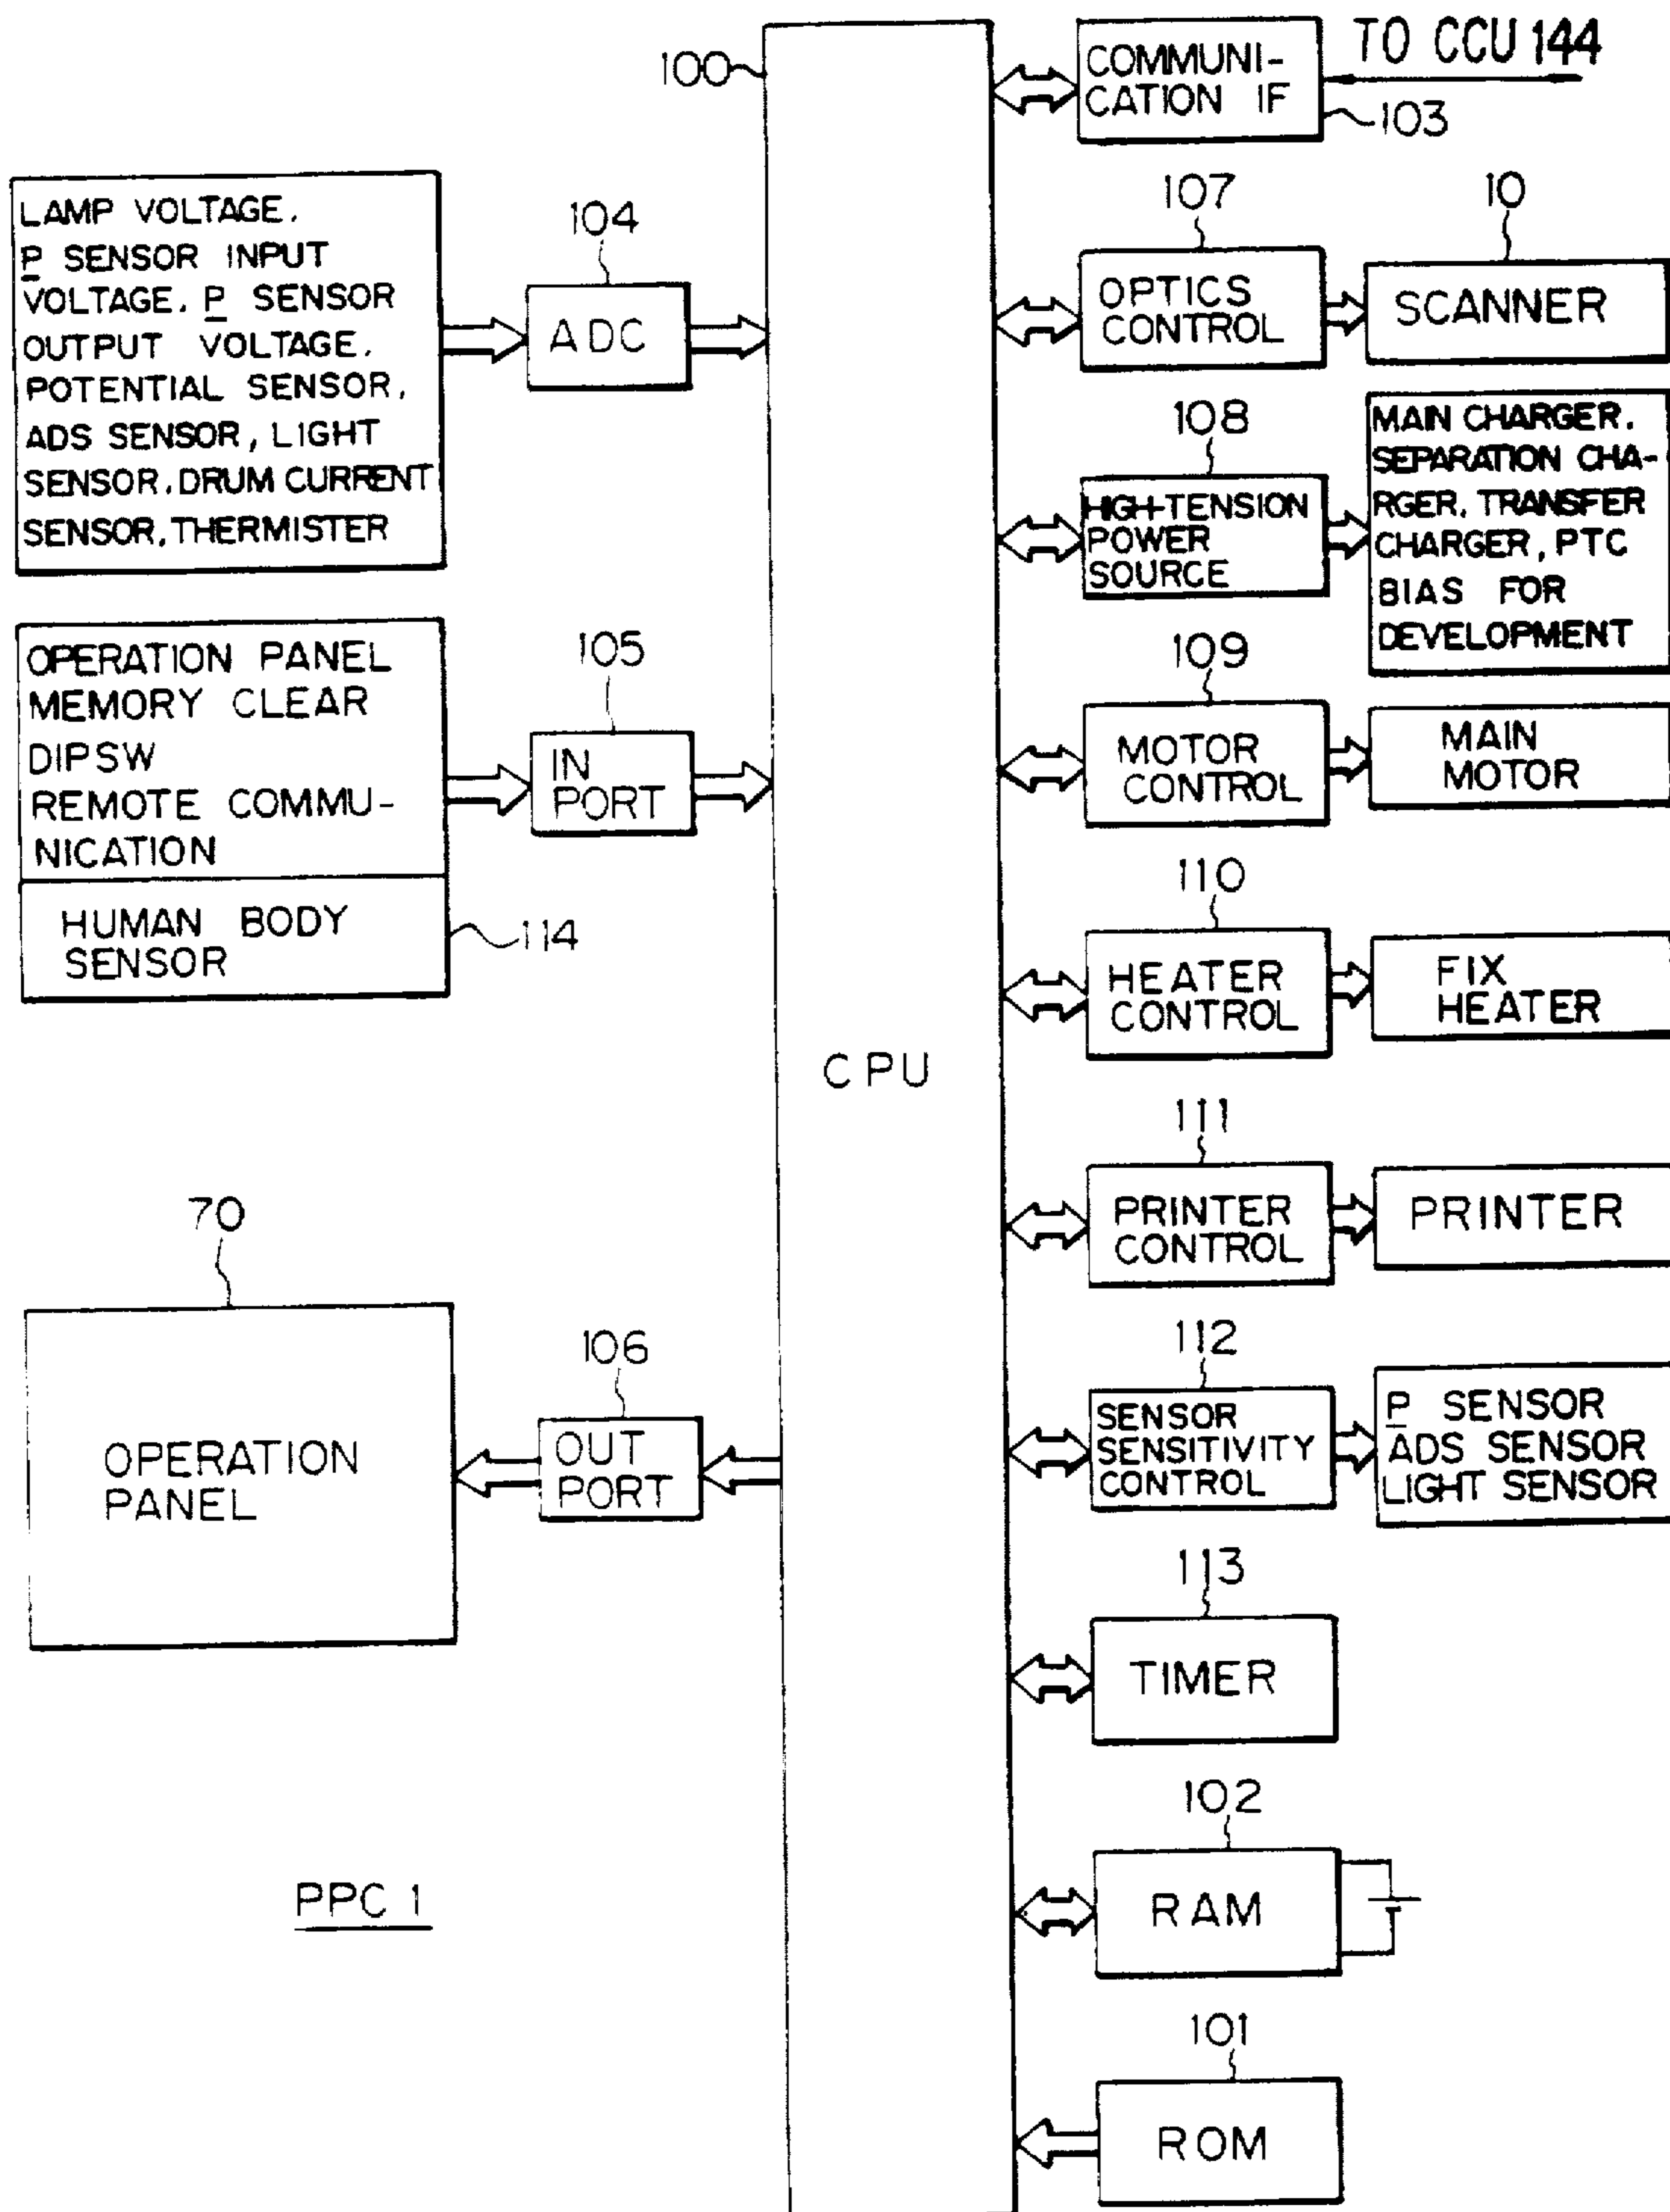 100
COMMUNI-
CATION IF
TO CCU 144
103
LAMP VOLTAGE.
P SENSOR INPUT
VOLTAGE. P SENSOR
OUTPUT VOLTAGE.
POTENTIAL SENSOR,
ADS SENSOR, LIGHT
SENSOR. DRUM CURRENT
SENSOR. THERMISTER
104
ADC
107
OPTICS
CONTROL
10
SCANNER
108
HIGH-TENSION
POWER
SOURCE
MAIN CHARGER.
SEPARATION CHA-
RGER, TRANSFER
CHARGER, PTC
BIAS FOR
DEVELOPMENT
OPERATION PANEL
MEMORY CLEAR
DIPSW
REMOTE COMMU-
NICATION
HUMAN BODY
SENSOR
114
105
IN
PORT
109
MOTOR
CONTROL
MAIN
MOTOR
110
HEATER
CONTROL
FIX
HEATER
CPU
111
PRINTER
CONTROL
PRINTER
70
OPERATION
PANEL
106
OUT
PORT
112
SENSOR
SENSITIVITY
CONTROL
P SENSOR
ADS SENSOR
LIGHT SENSOR
113
TIMER
102
RAM
PPC 1
101
ROM